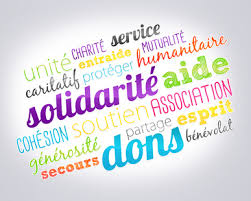 service
charité mutualité
unité entraide humanitaire
caritatif protéger aide
solidarité
ASSOCIATION
COHÉSION soutien esprit
générosité partage bénévolat
secours dons